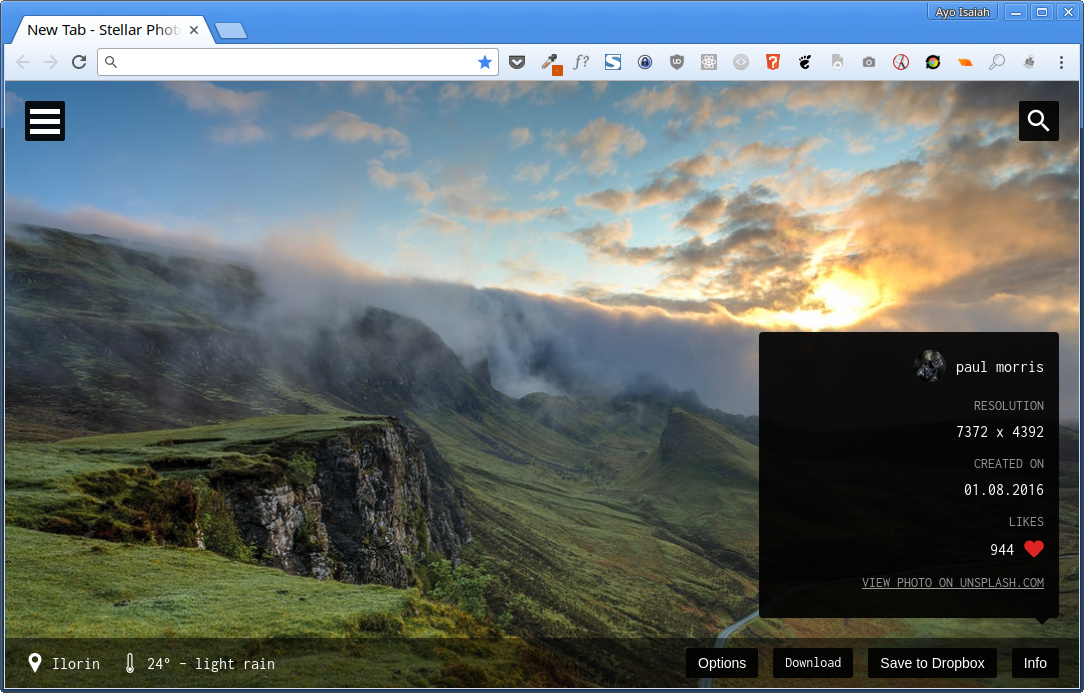 Ayo Isaiah
New Tab - Stellar Phot
f?
S
UD
?
paul morris
RESOLUTION
7372 x 4392
CREATED ON
01.08.2016
LIKES
944
VIEW PHOTO ON UNSPLASH.COM
Ilorin
24° - light rain
Options
Download
Save to Dropbox
Info